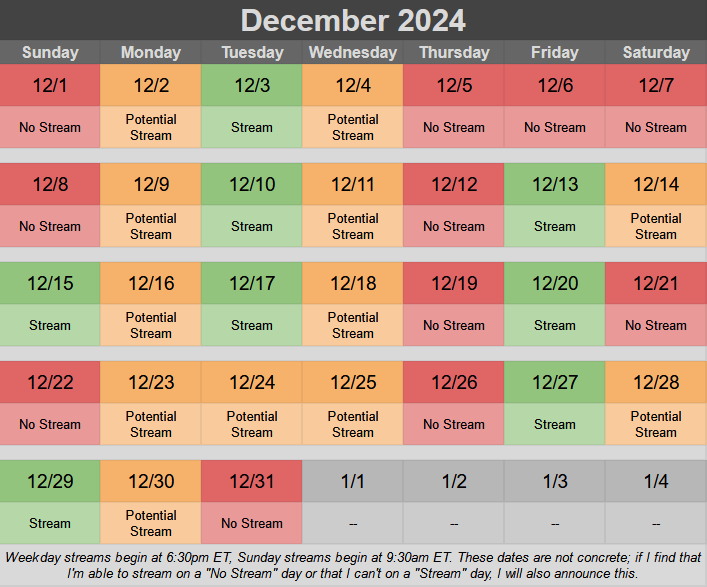 December 2024
Sunday Monday Tuesday Wednesday Thursday Friday Saturday
12/1 12/2 12/3 12/4 12/5 12/6 12/7
No Stream Potential Stream Stream Potential Stream No Stream No Stream No Stream
12/8 12/9 12/10 12/11 12/12 12/13 12/14
No Stream Potential Stream Stream Potential Stream No Stream Stream Potential Stream
12/15 12/16 12/17 12/18 12/19 12/20 12/21
Stream Potential Stream Stream Potential Stream No Stream Stream No Stream
12/22 12/23 12/24 12/25 12/26 12/27 12/28
No Stream Potential Stream Potential Stream Potential Stream No Stream Stream Potential Stream
12/29 12/30 12/31 1/1 1/2 1/3 1/4
Stream Potential Stream No Stream -- -- -- --
Weekday streams begin at 6:30pm ET, Sunday streams begin at 9:30am ET. These dates are not concrete; if I find that
I'm able to stream on a "No Stream" day or that I can't on a "Stream" day, I will also announce this.